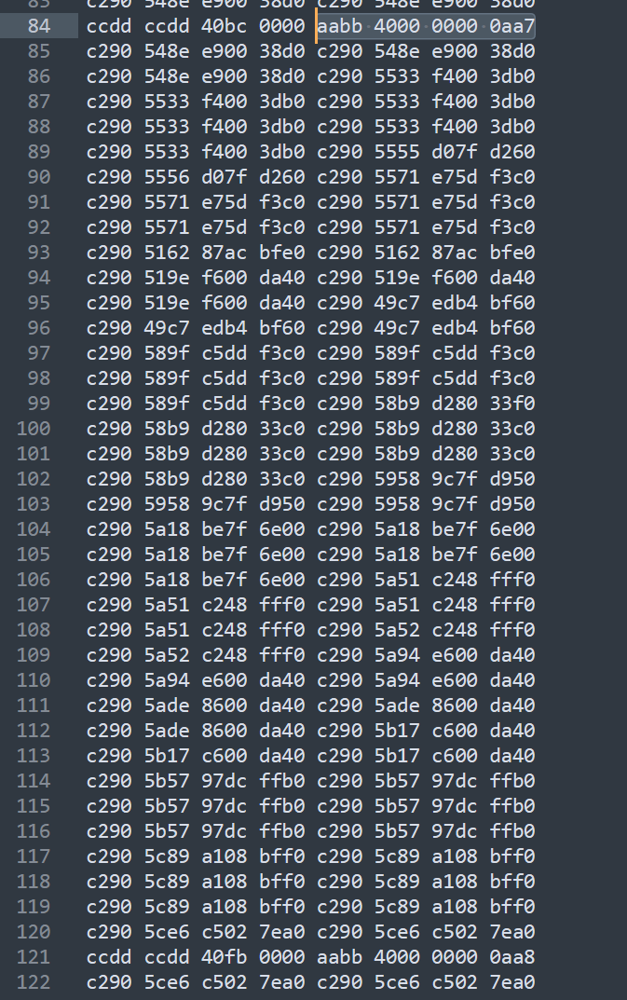 83 c290 548e e900 38d0 c290 548e e900 38d0
84 ccdd ccdd 40bc 0000 aabb 4000 0000 0aa7
85 c290 548e e900 38d0 c290 548e e900 38d0
86 c290 548e e900 38d0 c290 5533 f400 3db0
87 c290 5533 f400 3db0 c290 5533 f400 3db0
88 c290 5533 f400 3db0 c290 5533 f400 3db0
89 c290 5533 f400 3db0 c290 5555 d07f d260
90 c290 5556 d07f d260 c290 5571 e75d f3c0
91 c290 5571 e75d f3c0 c290 5571 e75d f3c0
92 c290 5571 e75d f3c0 c290 5571 e75d f3c0
93 c290 5162 87ac bfe0 c290 5162 87ac bfe0
94 c290 519e f600 da40 c290 519e f600 da40
95 c290 519e f600 da40 c290 49c7 edb4 bf60
96 c290 49c7 edb4 bf60 c290 49c7 edb4 bf60
97 c290 589f c5dd f3c0 c290 589f c5dd f3c0
98 c290 589f c5dd f3c0 c290 589f c5dd f3c0
99 c290 589f c5dd f3c0 c290 58b9 d280 33f0
100 c290 58b9 d280 33c0 c290 58b9 d280 33c0
101 c290 58b9 d280 33c0 c290 58b9 d280 33c0
102 c290 58b9 d280 33c0 c290 5958 9c7f d950
103 c290 5958 9c7f d950 c290 5958 9c7f d950
104 c290 5a18 be7f 6e00 c290 5a18 be7f 6e00
105 c290 5a18 be7f 6e00 c290 5a18 be7f 6e00
106 c290 5a18 be7f 6e00 c290 5a51 c248 fff0
107 c290 5a51 c248 fff0 c290 5a51 c248 fff0
108 c290 5a51 c248 fff0 c290 5a52 c248 fff0
109 c290 5a52 c248 fff0 c290 5a94 e600 da40
110 c290 5a94 e600 da40 c290 5a94 e600 da40
111 c290 5ade 8600 da40 c290 5ade 8600 da40
112 c290 5ade 8600 da40 c290 5b17 c600 da40
113 c290 5b17 c600 da40 c290 5b17 c600 da40
114 c290 5b57 97dc ffb0 c290 5b57 97dc ffb0
115 c290 5b57 97dc ffb0 c290 5b57 97dc ffb0
116 c290 5b57 97dc ffb0 c290 5b57 97dc ffb0
117 c290 5c89 a108 bff0 c290 5c89 a108 bff0
118 c290 5c89 a108 bff0 c290 5c89 a108 bff0
119 c290 5c89 a108 bff0 c290 5c89 a108 bff0
120 c290 5ce6 c502 7ea0 c290 5ce6 c502 7ea0
121 ccdd ccdd 40fb 0000 aabb 4000 0000 0aa8
122 c290 5ce6 c502 7ea0 c290 5ce6 c502 7ea0